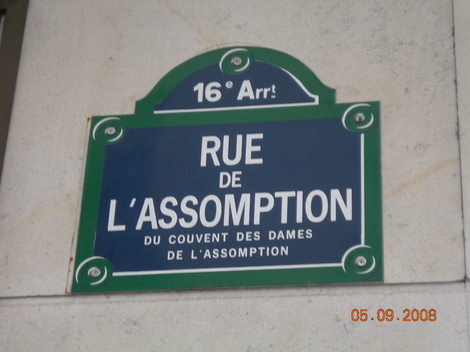 16e Arrt
RUE
DE
L'ASSOMPTION
DU COUVENT DES DAMES
DE L'ASSOMPTION
05.09.2008